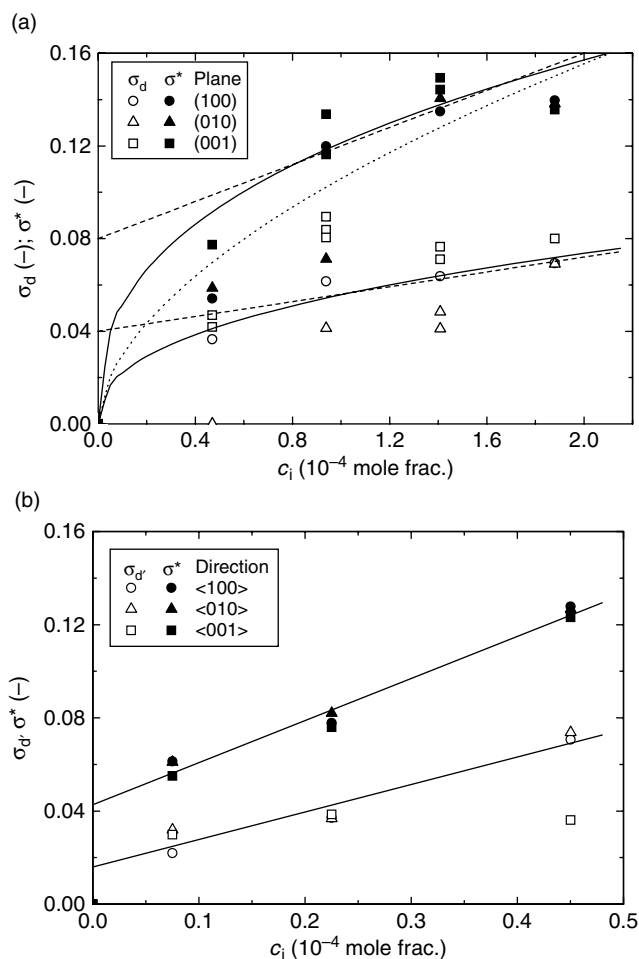 (a)
0.16
0.12
0.08
0.04
0.00
σd (–); σ* (–)
σd σ* Plane
(100)
(010)
(001)
0.0 0.4 0.8 1.2 1.6 2.0
ci (10–4 mole frac.)
(b)
0.16
0.12
0.08
0.04
0.00
σd, σ* (–)
σd, σ* Direction
<100>
<010>
<001>
0.0 0.1 0.2 0.3 0.4 0.5
ci (10–4 mole frac.)